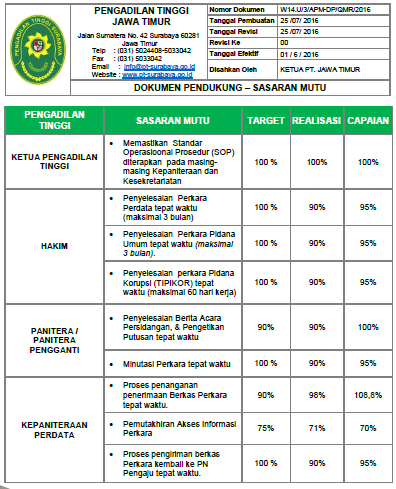 PENGADILAN TINGGI SURABAYA
PENGADILAN TINGGI
JAWA TIMUR
Jalan Sumatera No. 42 Surabaya 60281
Jawa Timur
Telp : (031) 5024408-5033042
Fax : (031) 5033042
Email : info@pt-surabaya.go.id
Website : www.pt-surabaya.go.id
Nomor Dokumen W14.U/3/APM-DP/QMR/2016
Tanggal Pembuatan 25 /07/ 2016
Tanggal Revisi 25 /07/ 2016
Revisi Ke 00
Tanggal Efektif 01 / 6 / 2016
Disahkan Oleh KETUA PT. JAWA TIMUR
DOKUMEN PENDUKUNG – SASARAN MUTU
PENGADILAN
TINGGI
SASARAN MUTU TARGET REALISASI CAPAIAN
KETUA PENGADILAN
TINGGI
• Memastikan Standar
Operasioonal Prosedur (SOP)
diterapkan pada masing-
masing Kepaniteraan dan
Kesekretariatan
100 % 100% 100%
HAKIM
• Penyelesaian Perkara
Perdata tepat waktu
(maksimal 3 bulan)
100 % 90% 95%
• Penyelesaian Perkara Pidana
Umum tepat waktu (maksimal
3 bulan).
100 % 90% 95%
• Penyelesaian perkara Pidana
Korupsi (TIPIKOR) tepat
waktu (maksimal 60 hari kerja)
100 % 90% 95%
PANITERA /
PANITERA
PENGGANTI
• Penyelesaian Berita Acara
Persidangan, & Pengetikan
Putusan tepat waktu
90% 90% 100%
• Minutasi Perkara tepat waktu
100 % 90% 95%
KEPANITERAAN
PERDATA
• Proses penanganan
penerimaan Berkas Perkara
tepat waktu.
90% 98% 108,8%
• Pemutakhiran Akses Informasi
Perkara
75% 71% 70%
• Proses pengiriman berkas
Perkara kembali ke PN
Pengaju tepat waktu.
100 % 90% 95%